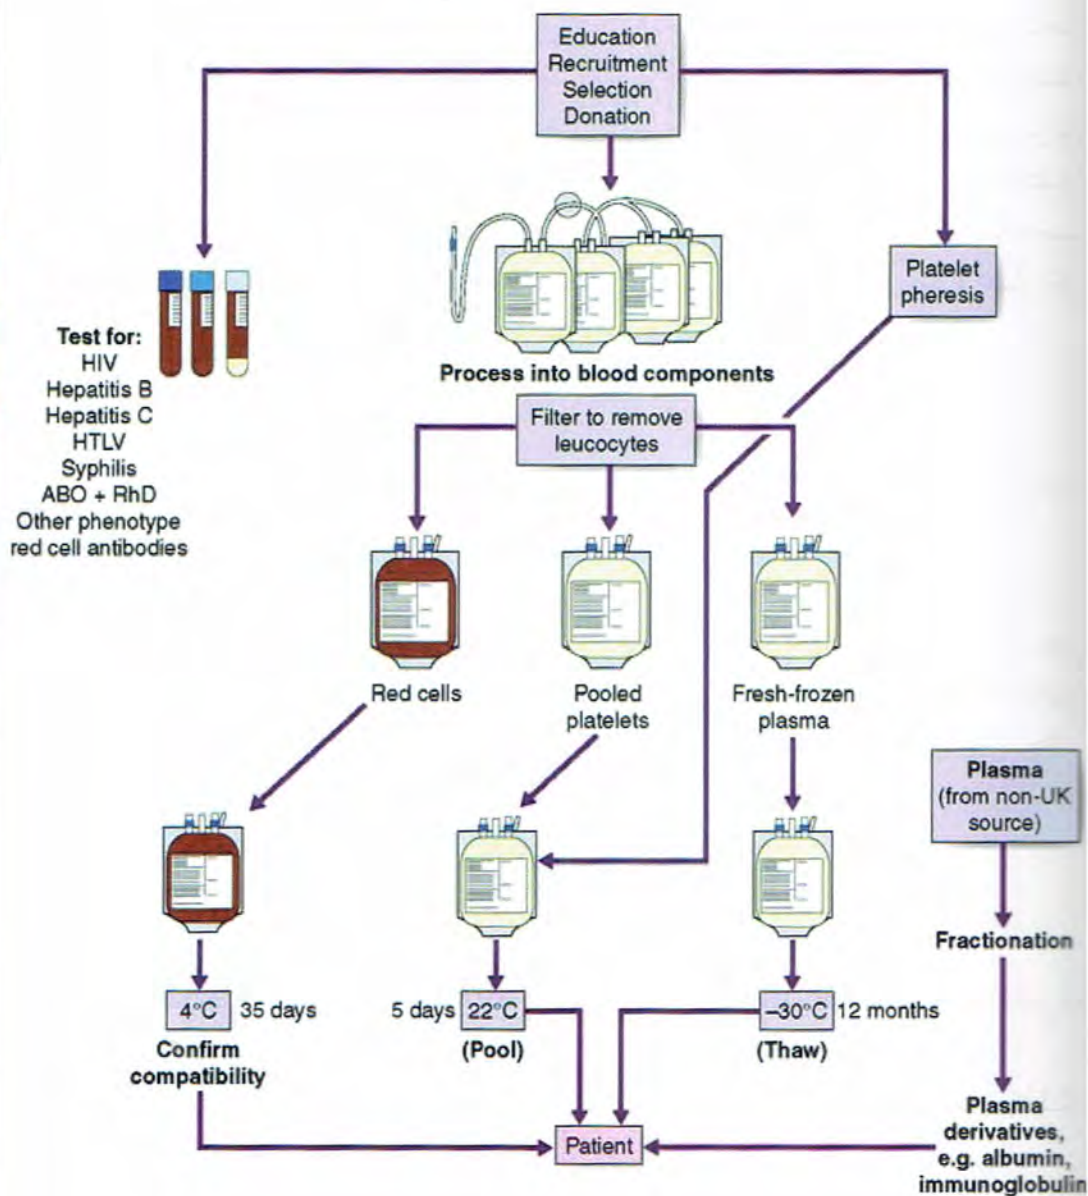 Education
Recruitment
Selection
Donation
Platelet
pheresis
Test for:
HIV
Hepatitis B
Hepatitis C
HTLV
Syphilis
ABO + RhD
Other phenotype
red cell antibodies
Process into blood components
Filter to remove
leucocytes
Red cells
Pooled
platelets
Fresh-frozen
plasma
Plasma
(from non-UK
source)
Fractionation
4°C 35 days
Confirm
compatibility
5 days 22°C
(Pool)
–30°C 12 months
(Thaw)
Plasma
derivatives,
e.g. albumin,
immunoglobulin
Patient